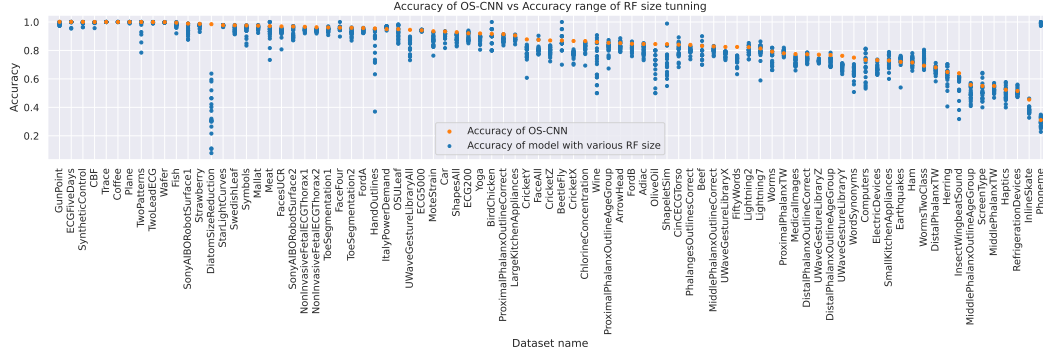 Accuracy of OS-CNN vs Accuracy range of RF size tunning
1.0
0.8
0.6
0.4
0.2
Accuracy
Accuracy of OS-CNN
Accuracy of model with various RF size
GunPoint
ECGFiveDays
SyntheticControl
CBF
Trace
Coffee
Plane
TwoPatterns
TwoLeadECG
Wafer
Fish
SonyAIBORobotSurface1
Strawberry
DiatomSizeReduction
StarLightCurves
SwedishLeaf
Symbols
Mallat
Meat
FacesUCR
SonyAIBORobotSurface2
NonInvasiveFetalECGThorax1
NonInvasiveFetalECGThorax2
ToeSegmentation1
FaceFour
ToeSegmentation2
FordA
HandOutlines
ItalyPowerDemand
OSULeaf
UWaveGestureLibraryAll
ECG5000
MoteStrain
Car
ShapesAll
ECG200
Yoga
BirdChicken
ProximalPhalanxOutlineCorrect
LargeKitchenAppliances
CricketY
FaceAll
CricketZ
BeetleFly
CricketX
ChlorineConcentration
Wine
ProximalPhalanxOutlineAgeGroup
ArrowHead
FordB
Adiac
OliveOil
ShapeletSim
CinCECGTorso
PhalangesOutlinesCorrect
Beef
MiddlePhalanxOutlineCorrect
UWaveGestureLibraryX
FiftyWords
Lightning2
Lightning7
Worms
ProximalPhalanxTW
MedicalImages
DistalPhalanxOutlineCorrect
UWaveGestureLibraryZ
DistalPhalanxOutlineAgeGroup
UWaveGestureLibraryY
WordSynonyms
Computers
ElectricDevices
SmallKitchenAppliances
Earthquakes
Ham
WormsTwoClass
DistalPhalanxTW
Herring
InsectWingbeatSound
MiddlePhalanxOutlineAgeGroup
ScreenType
MiddlePhalanxTW
Haptics
RefrigerationDevices
InlineSkate
Phoneme
Dataset name